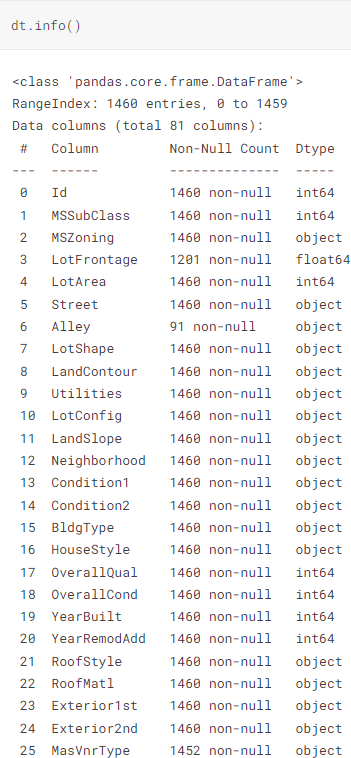 dt.info()
<class 'pandas.core.frame.DataFrame'>
RangeIndex: 1460 entries, 0 to 1459
Data columns (total 81 columns):
 #   Column         Non-Null Count  Dtype
---  ------         --------------  -----
 0   Id             1460 non-null   int64
 1   MSSubClass     1460 non-null   int64
 2   MSZoning       1460 non-null   object
 3   LotFrontage    1201 non-null   float64
 4   LotArea        1460 non-null   int64
 5   Street         1460 non-null   object
 6   Alley          91 non-null     object
 7   LotShape       1460 non-null   object
 8   LandContour    1460 non-null   object
 9   Utilities      1460 non-null   object
 10  LotConfig      1460 non-null   object
 11  LandSlope      1460 non-null   object
 12  Neighborhood   1460 non-null   object
 13  Condition1     1460 non-null   object
 14  Condition2     1460 non-null   object
 15  BldgType       1460 non-null   object
 16  HouseStyle     1460 non-null   object
 17  OverallQual    1460 non-null   int64
 18  OverallCond    1460 non-null   int64
 19  YearBuilt      1460 non-null   int64
 20  YearRemodAdd   1460 non-null   int64
 21  RoofStyle      1460 non-null   object
 22  RoofMatl       1460 non-null   object
 23  Exterior1st    1460 non-null   object
 24  Exterior2nd    1460 non-null   object
 25  MasVnrType     1452 non-null   object